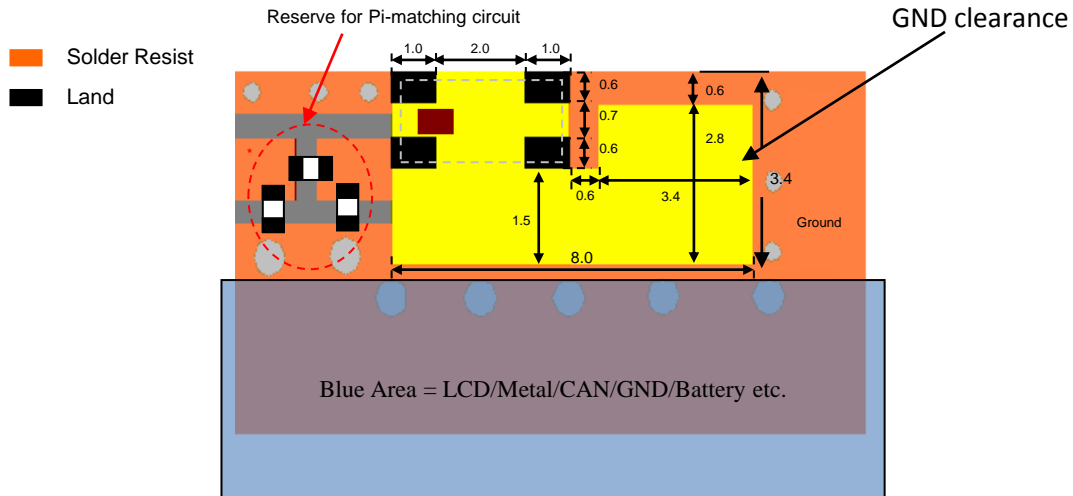 Reserve for Pi-matching circuit
GND clearance
Solder Resist
Land
1.0
2.0
1.0
0.6
0.6
0.7
2.8
0.6
3.4
0.6
3.4
1.5
Ground
8.0
Blue Area = LCD/Metal/CAN/GND/Battery etc.